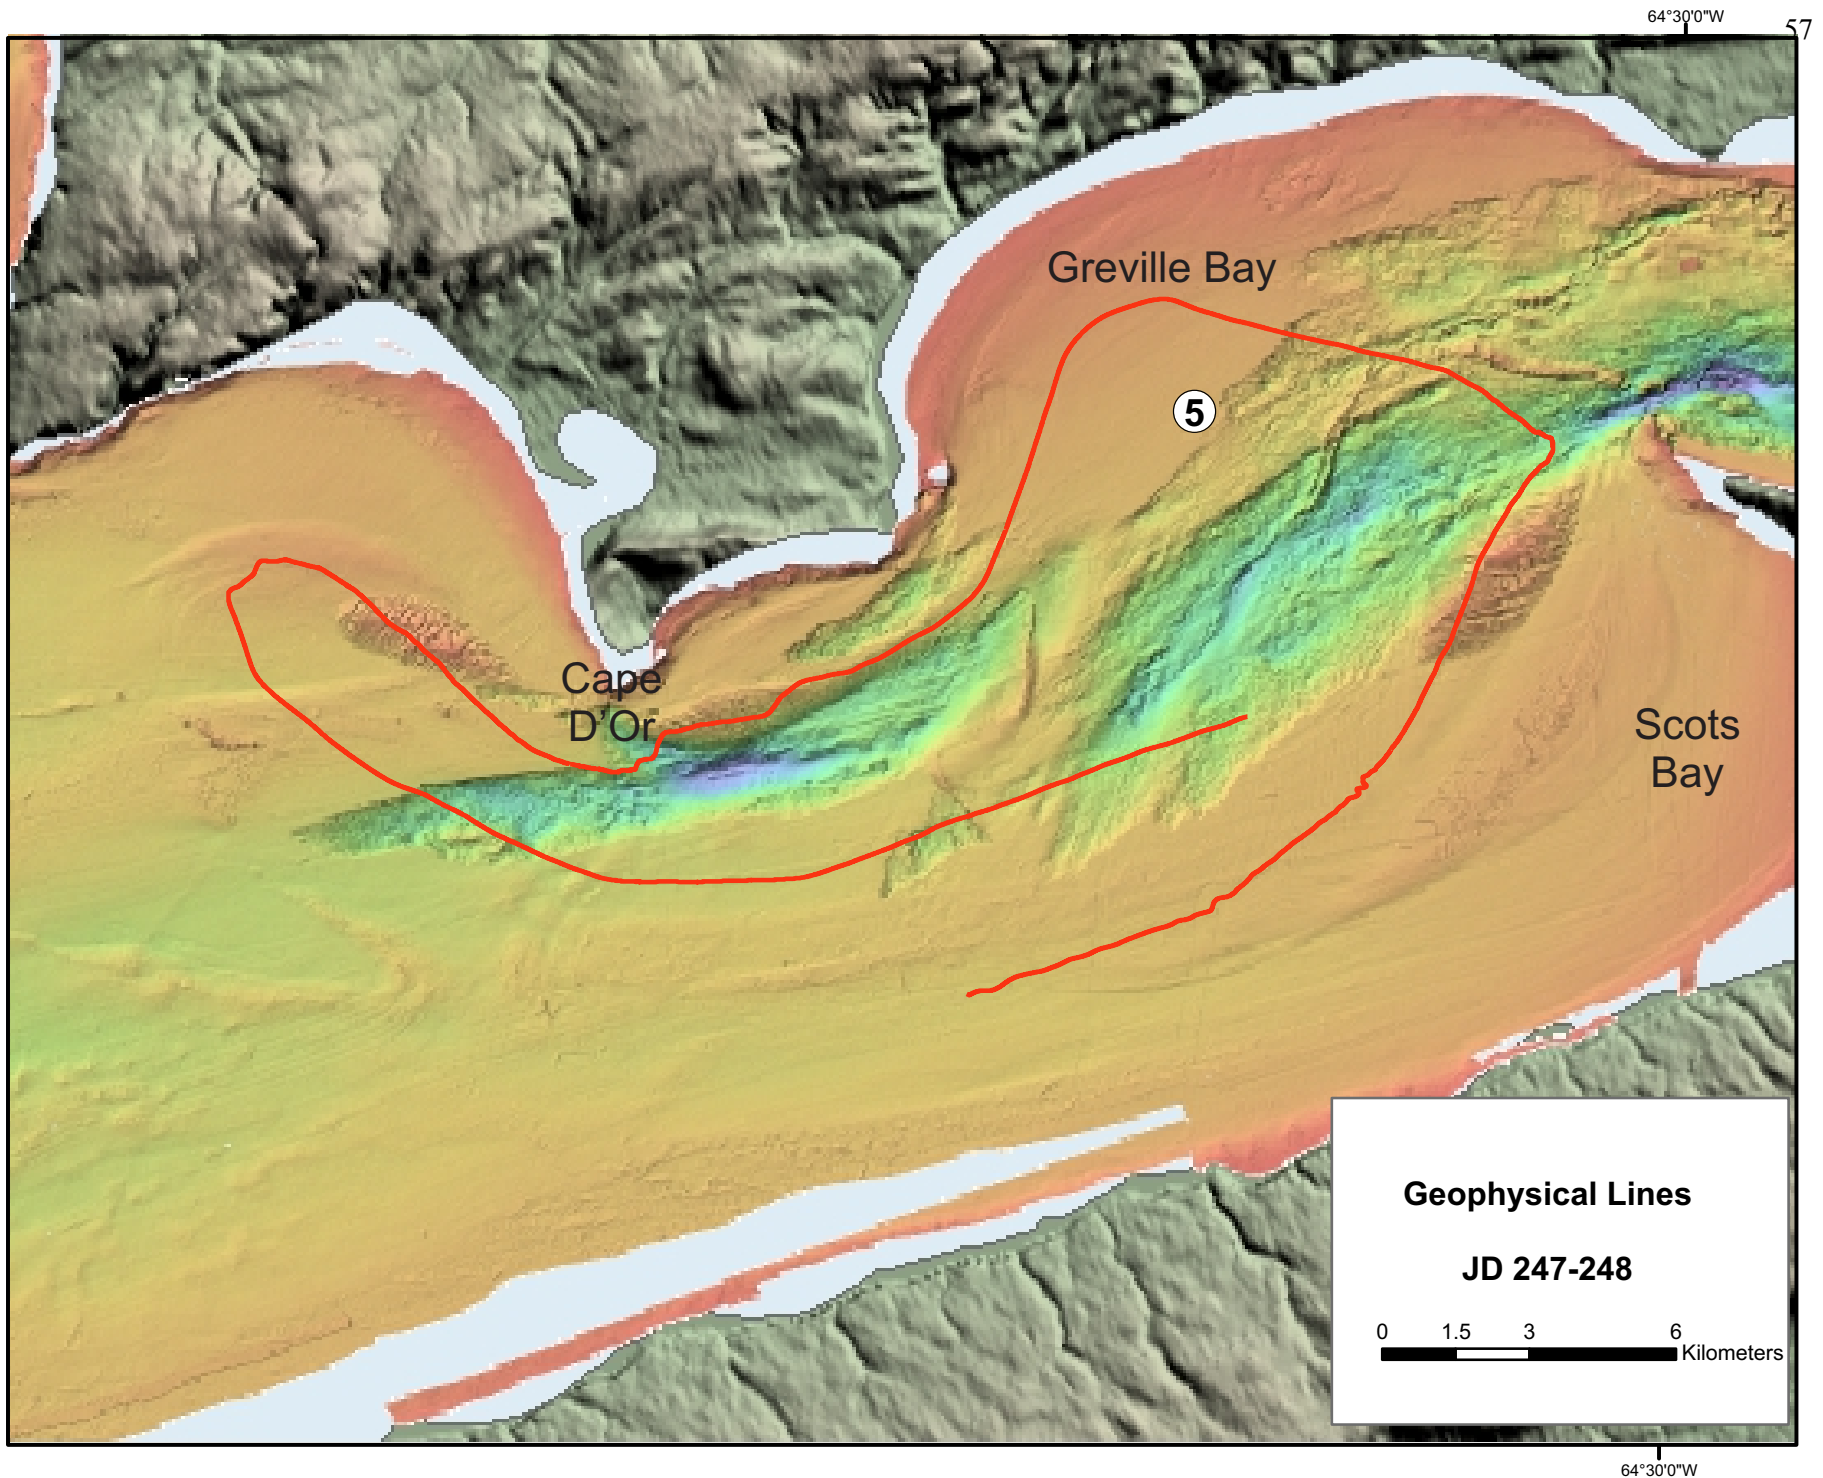 64°30'0"W
57
Greville Bay
5
Cape
D'Or
Scots
Bay
Geophysical Lines
JD 247-248
0 1.5 3 6
Kilometers
64°30'0"W